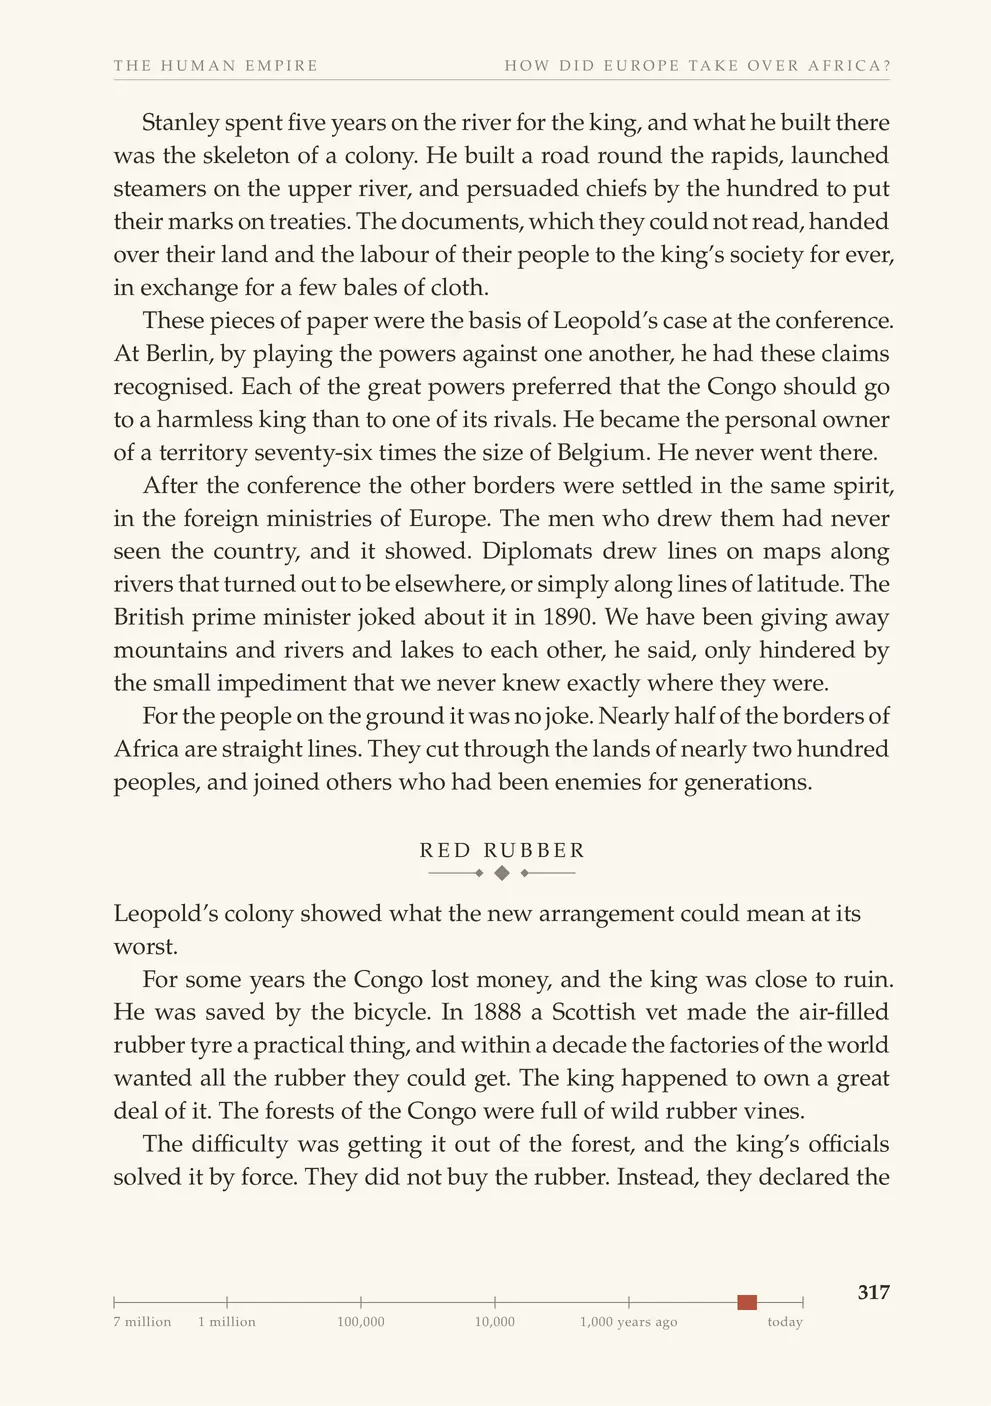 THE HUMAN EMPIRE
HOW DID EUROPE TAKE OVER AFRICA?
Stanley spent five years on the river for the king, and what he built there
was the skeleton of a colony. He built a road round the rapids, launched
steamers on the upper river, and persuaded chiefs by the hundred to put
their marks on treaties. The documents, which they could not read, handed
over their land and the labour of their people to the king’s society for ever,
in exchange for a few bales of cloth.
These pieces of paper were the basis of Leopold’s case at the conference.
At Berlin, by playing the powers against one another, he had these claims
recognised. Each of the great powers preferred that the Congo should go
to a harmless king than to one of its rivals. He became the personal owner
of a territory seventy-six times the size of Belgium. He never went there.
After the conference the other borders were settled in the same spirit,
in the foreign ministries of Europe. The men who drew them had never
seen the country, and it showed. Diplomats drew lines on maps along
rivers that turned out to be elsewhere, or simply along lines of latitude. The
British prime minister joked about it in 1890. We have been giving away
mountains and rivers and lakes to each other, he said, only hindered by
the small impediment that we never knew exactly where they were.
For the people on the ground it was no joke. Nearly half of the borders of
Africa are straight lines. They cut through the lands of nearly two hundred
peoples, and joined others who had been enemies for generations.
RED RUBBER
Leopold’s colony showed what the new arrangement could mean at its
worst.
For some years the Congo lost money, and the king was close to ruin.
He was saved by the bicycle. In 1888 a Scottish vet made the air-filled
rubber tyre a practical thing, and within a decade the factories of the world
wanted all the rubber they could get. The king happened to own a great
deal of it. The forests of the Congo were full of wild rubber vines.
The difficulty was getting it out of the forest, and the king’s officials
solved it by force. They did not buy the rubber. Instead, they declared the
317
7 million
1 million
100,000
10,000
1,000 years ago
today